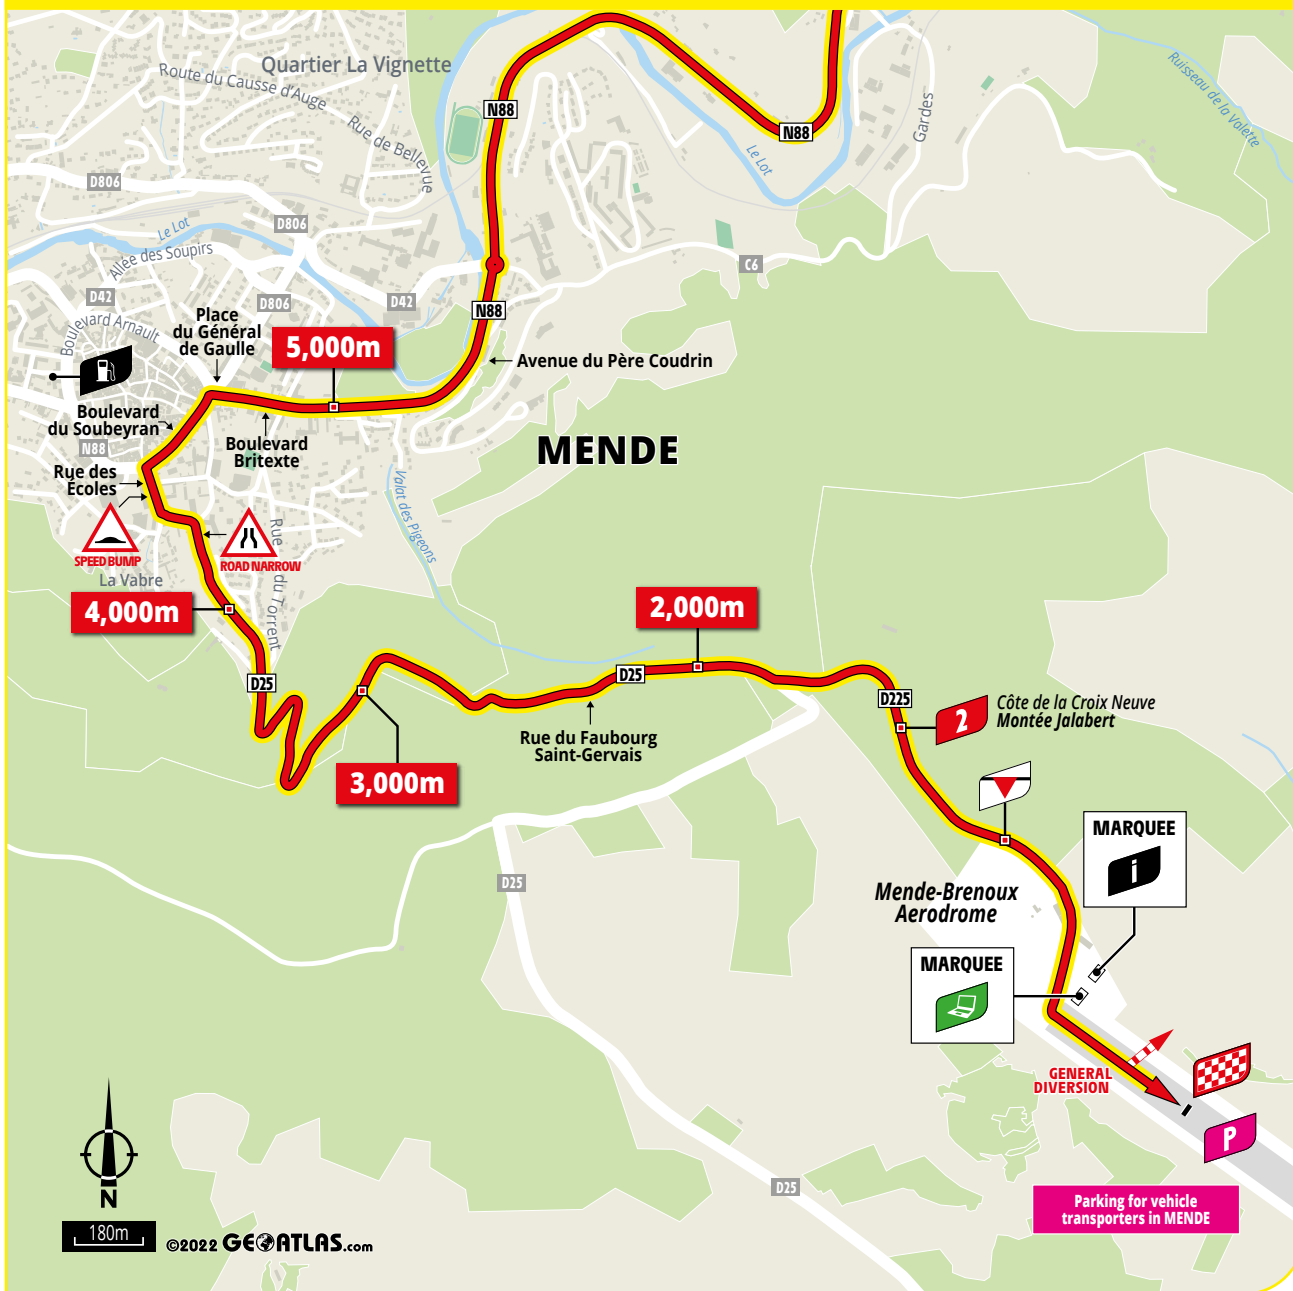 Quartier La Vignette
Route du Causse d'Auge
Rue de Bellevue
N88
N88
Le Lot
Gardes
Ruisseau de la Valette
D806
D806
Le Lot
Allée des Soupirs
C6
D42
D806
D42
N88
Boulevard Arnault
Place
du Général
de Gaulle
5,000m
Avenue du Père Coudrin
Boulevard
du Soubeyran
Boulevard
Britexte
MENDE
N88
Rue des
Écoles
Valat des Pigeons
SPEED BUMP
ROAD NARROW
Rue du Torrent
La Vabre
4,000m
2,000m
D25
D25
D225
2
Côte de la Croix Neuve
Montée Jalabert
Rue du Faubourg
Saint-Gervais
3,000m
MARQUEE
i
D25
Mende-Brenoux
Aerodrome
MARQUEE
GENERAL
DIVERSION
P
D25
Parking for vehicle
transporters in MENDE
N
180m
©2022 GEOATLAS.com